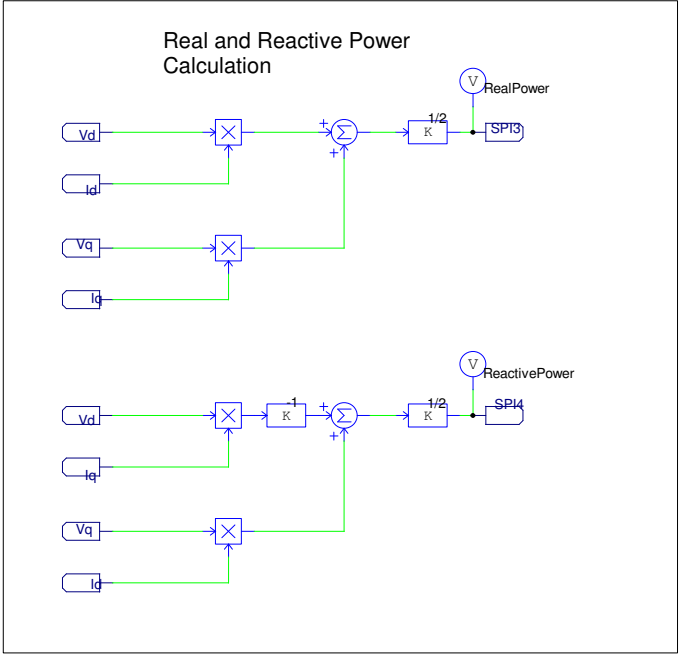 Real and Reactive Power
Calculation
V
RealPower
Vd
+
+
Σ
1/2
K
SPI3
Id
Vq
Iq
V
ReactivePower
Vd
-1
K
+
+
Σ
1/2
K
SPI4
Iq
Vq
Id